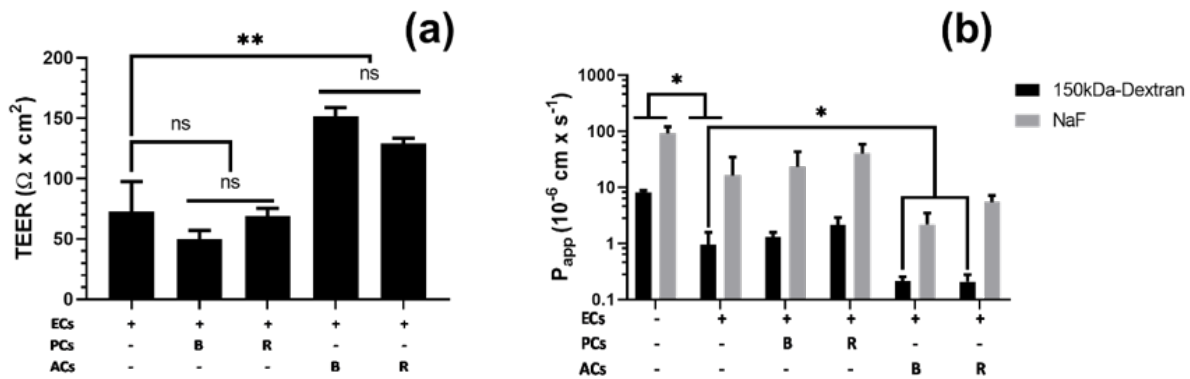 (a)
**
ns
ns
ns
TEER (Ω x cm2)
200
150
100
50
0
ECs + + + + +
PCs - B R - -
ACs - - - B R
(b)
*
*
150kDa-Dextran
NaF
Papp (10-6 cm x s-1)
1000
100
10
1
0.1
ECs - + + + + +
PCs - - B R - -
ACs - - - - B R